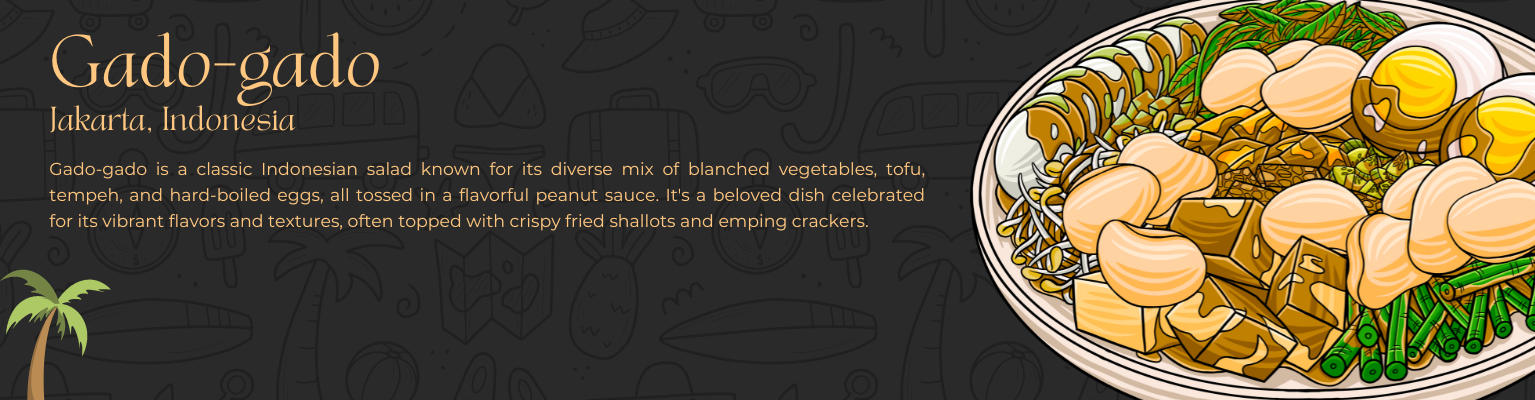 Gado-gado
Jakarta, Indonesia
Gado-gado is a classic Indonesian salad known for its diverse mix of blanched vegetables, tofu,
tempeh, and hard-boiled eggs, all tossed in a flavorful peanut sauce. It's a beloved dish celebrated
for its vibrant flavors and textures, often topped with crispy fried shallots and emping crackers.